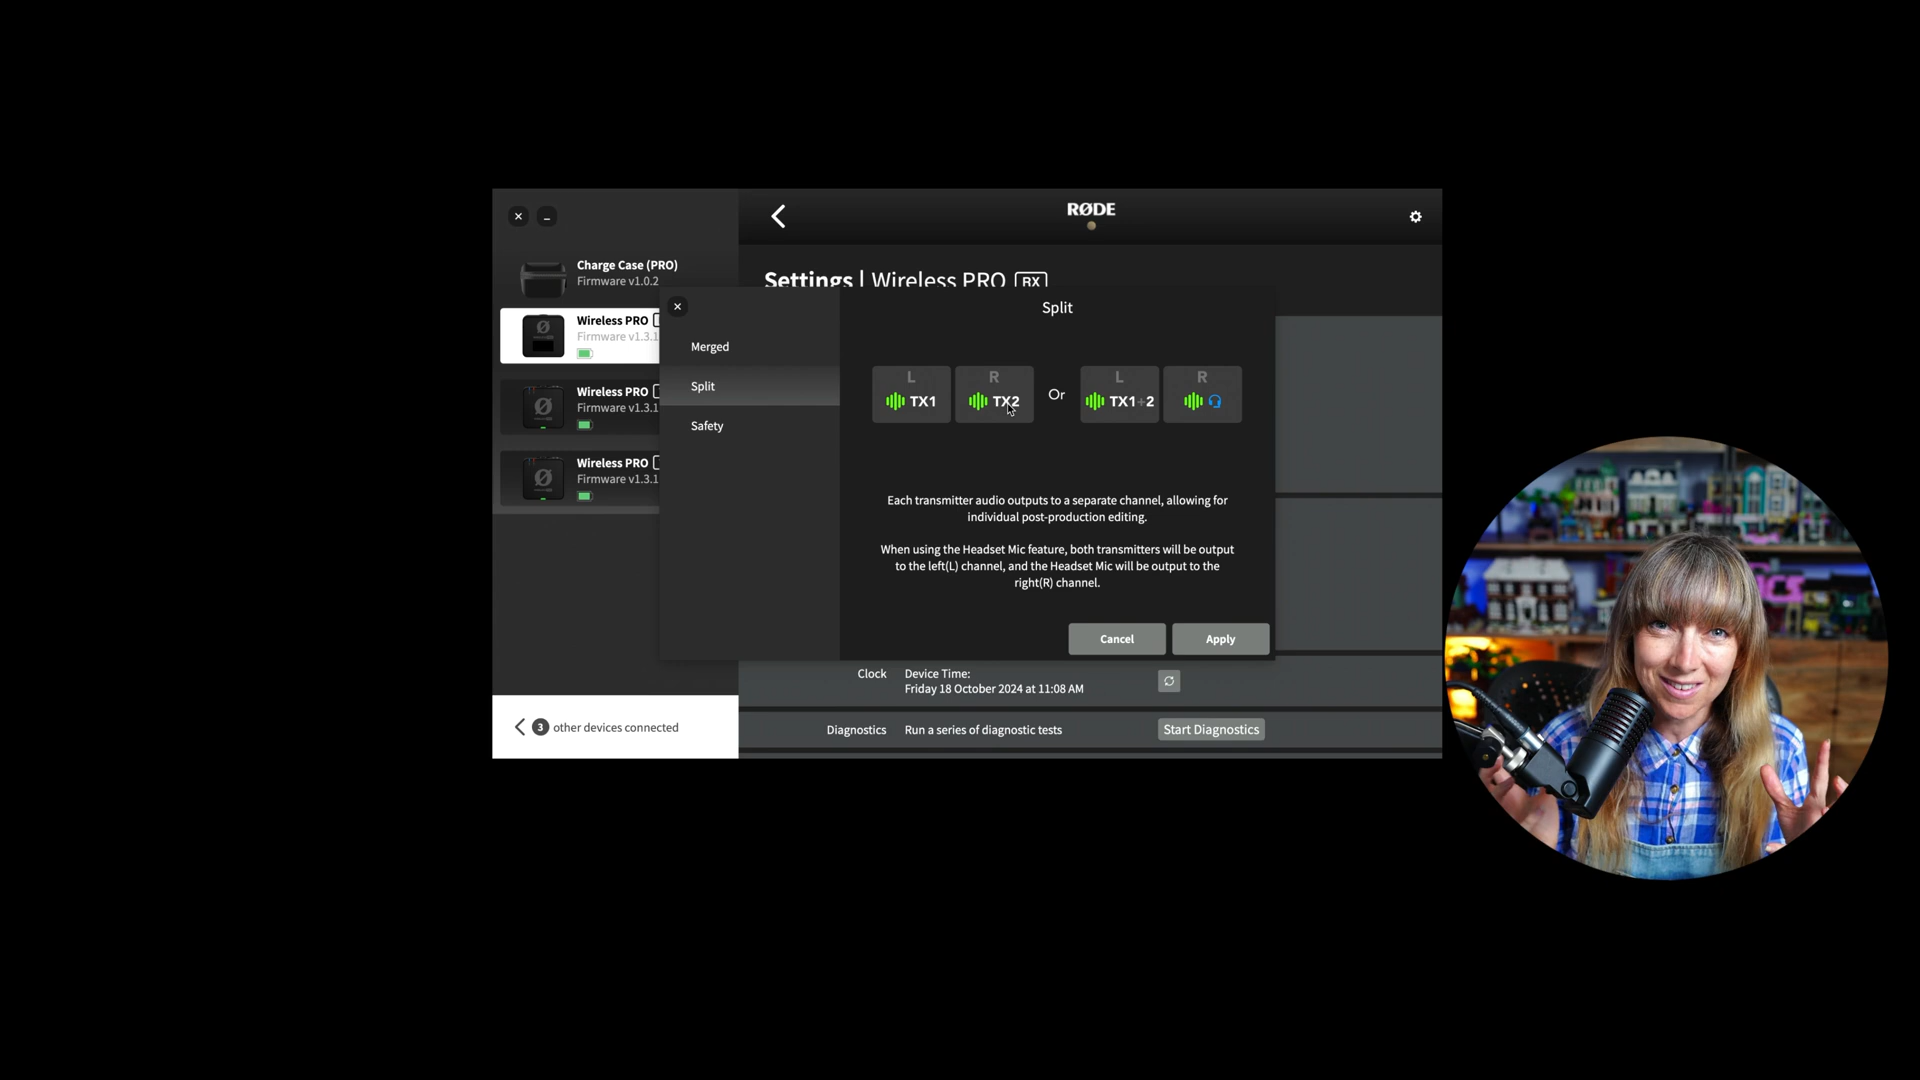 RØDE
Charge Case (PRO)
Firmware v1.0.2
Wireless PRO
Firmware v1.3.1
Wireless PRO
Firmware v1.3.1
Wireless PRO
Firmware v1.3.1
3 other devices connected
Settings | Wireless PRO RX
Merged
Split
Safety
Split
L R L R
TX1 TX2 Or TX1+2
Each transmitter audio outputs to a separate channel, allowing for
individual post-production editing.
When using the Headset Mic feature, both transmitters will be output
to the left(L) channel, and the Headset Mic will be output to the
right(R) channel.
Cancel Apply
Clock Device Time:
Friday 18 October 2024 at 11:08 AM
Diagnostics Run a series of diagnostic tests Start Diagnostics